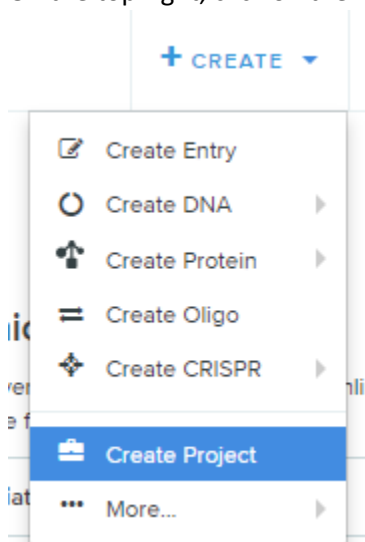 + CREATE
Create Entry
Create DNA
Create Protein
Create Oligo
Create CRISPR
Create Project
More...